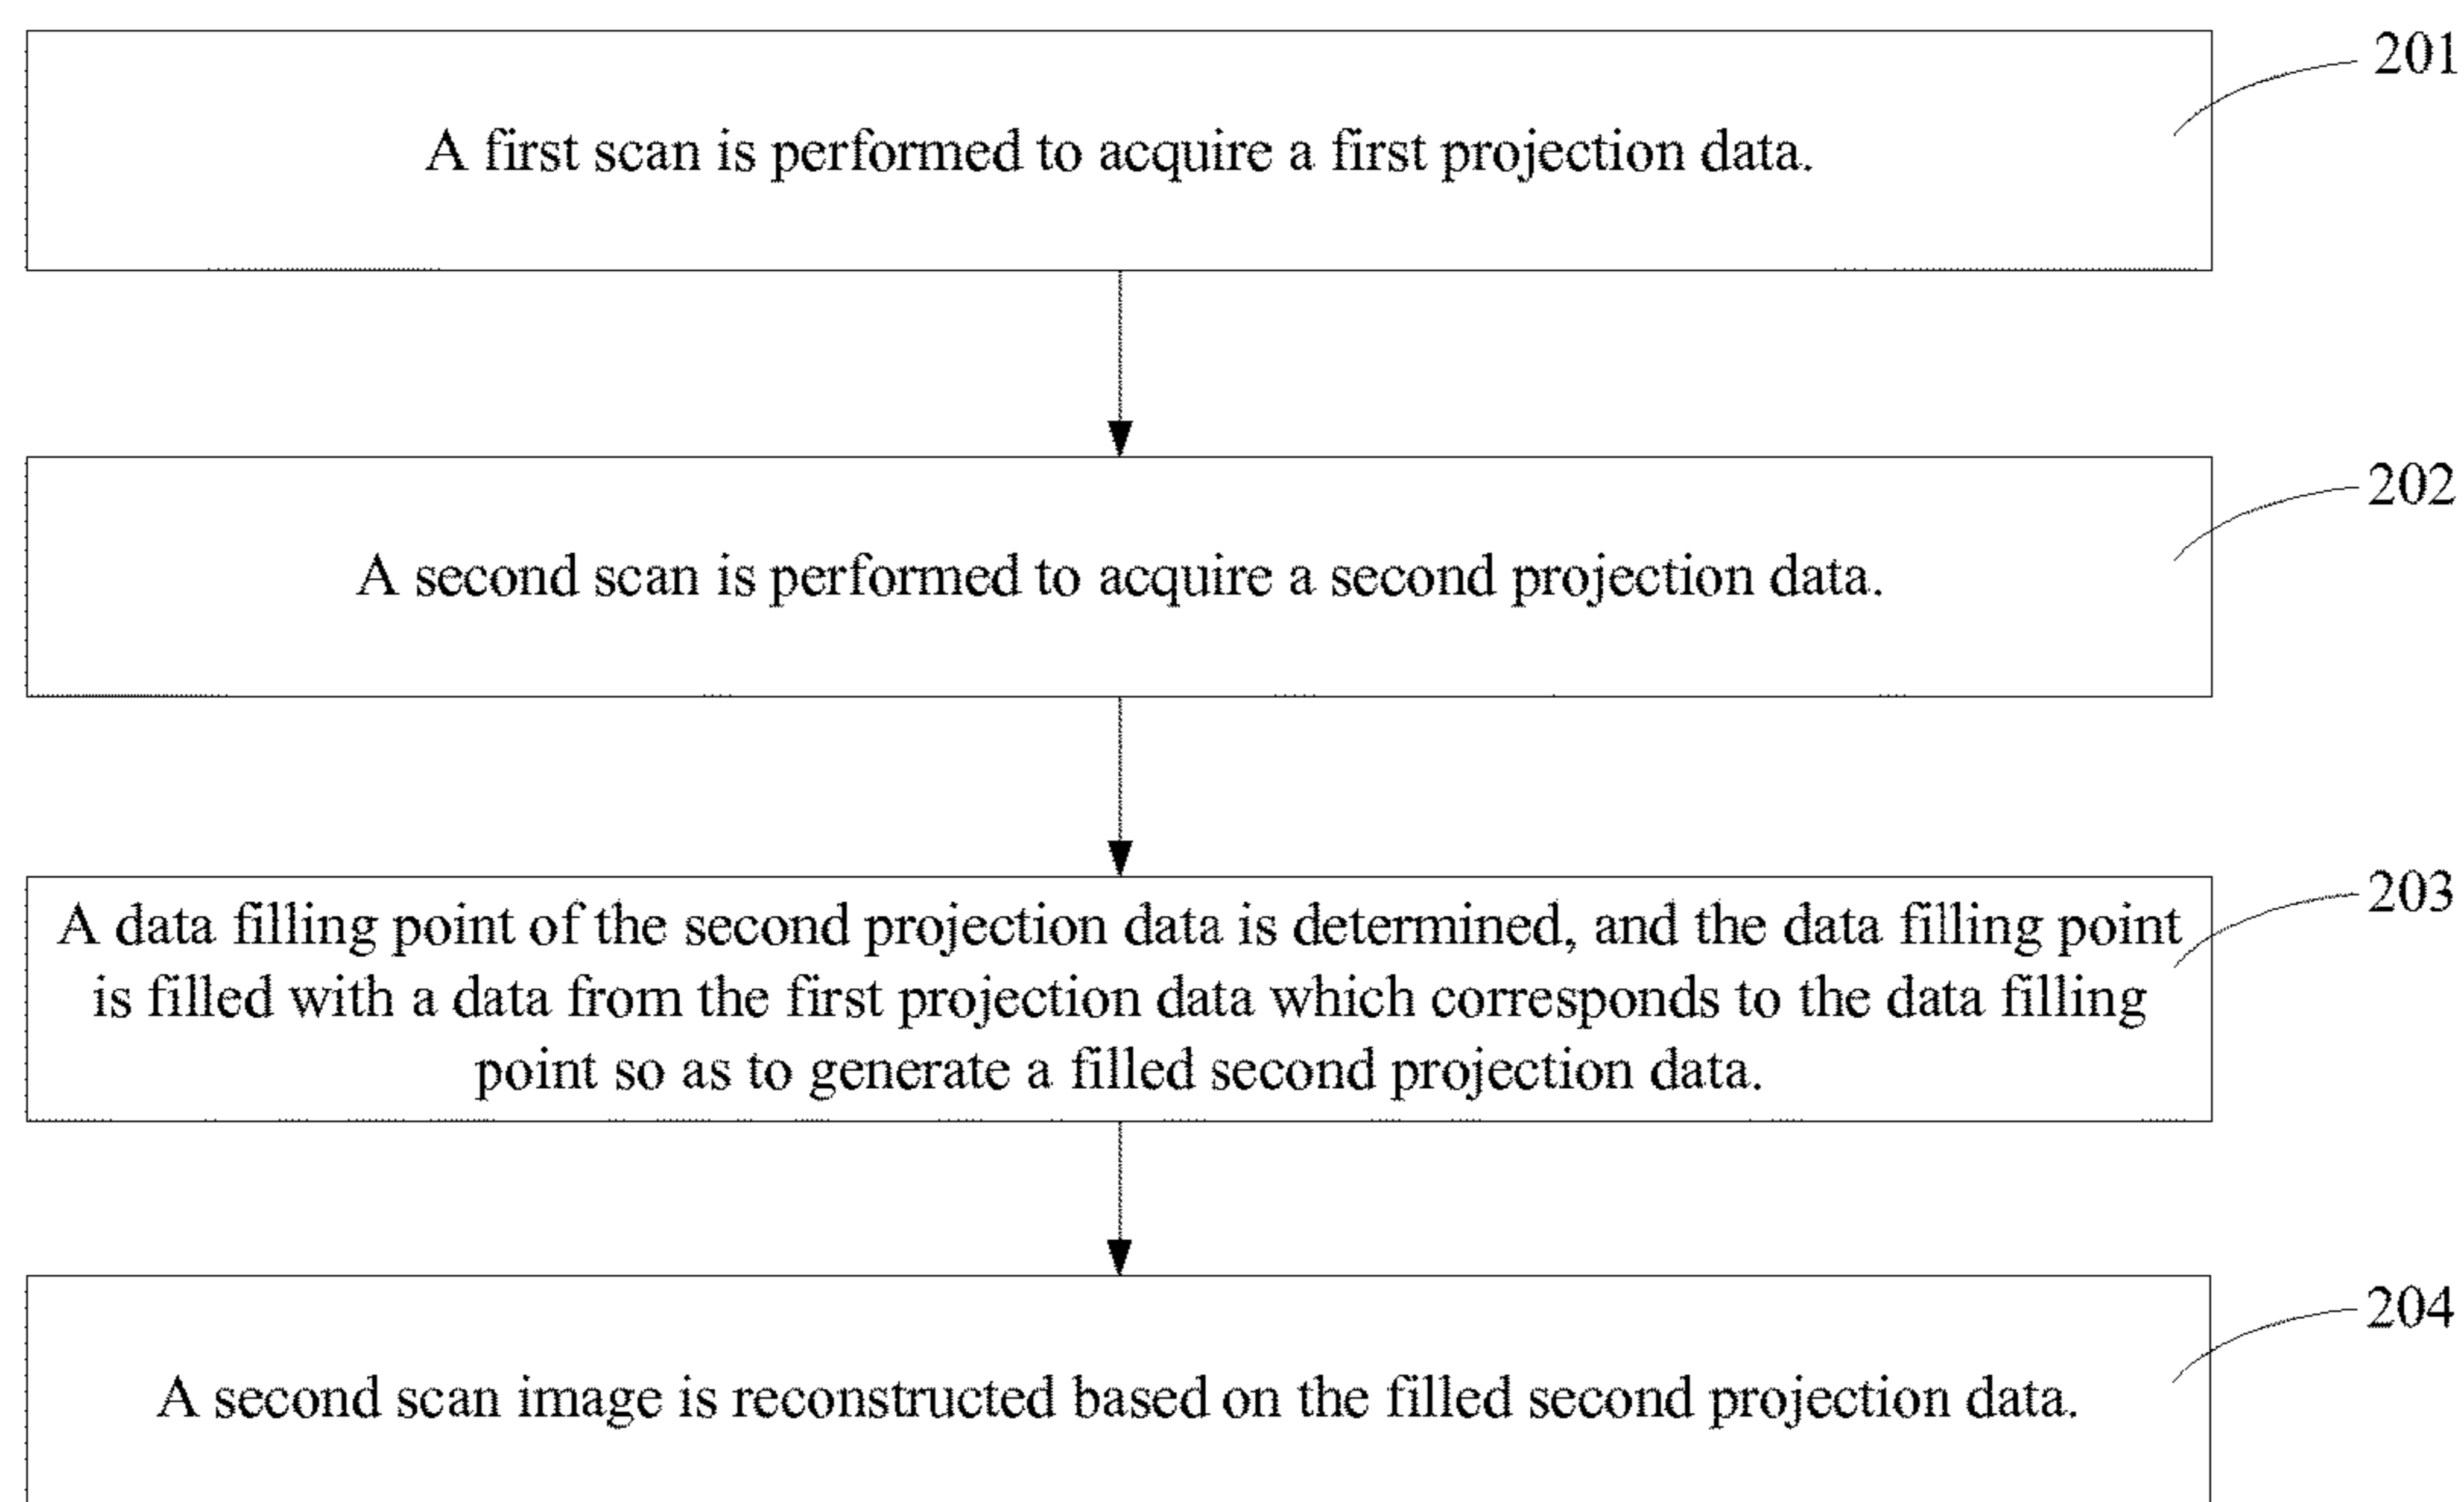 201
A first scan is performed to acquire a first projection data.
202
A second scan is performed to acquire a second projection data.
203
A data filling point of the second projection data is determined, and the data filling point
is filled with a data from the first projection data which corresponds to the data filling
point so as to generate a filled second projection data.
204
A second scan image is reconstructed based on the filled second projection data.